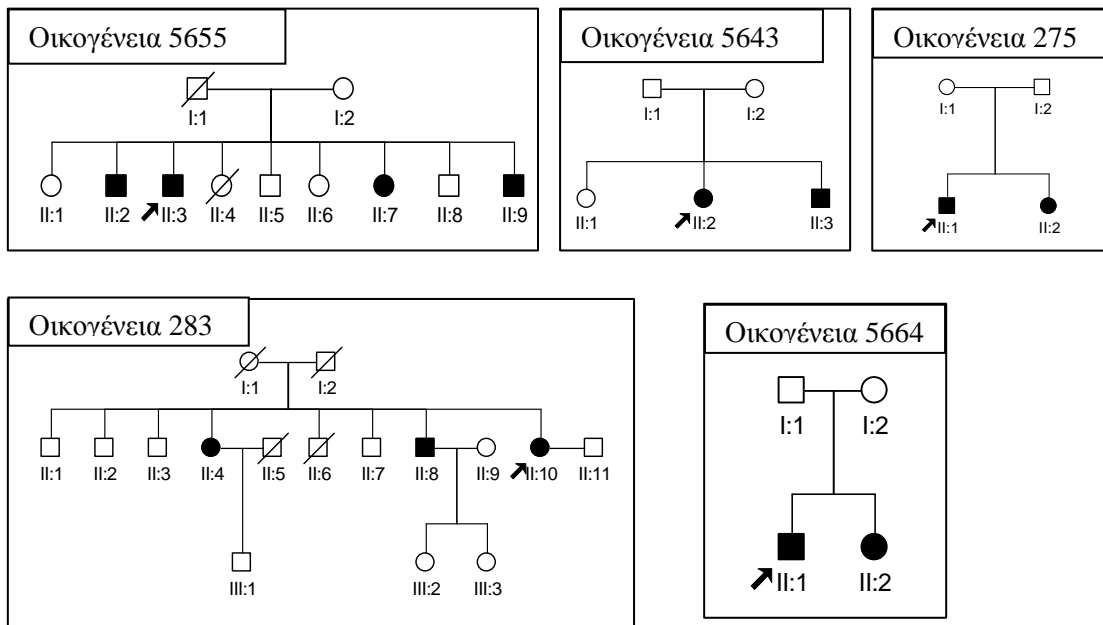 Οικογένεια 5655
I:1 I:2
II:1 II:2 II:3 II:4 II:5 II:6 II:7 II:8 II:9
Οικογένεια 5643
I:1 I:2
II:1 II:2 II:3
Οικογένεια 275
I:1 I:2
II:1 II:2
Οικογένεια 283
I:1 I:2
II:1 II:2 II:3 II:4 II:5 II:6 II:7 II:8 II:9 II:10 II:11
III:1 III:2 III:3
Οικογένεια 5664
I:1 I:2
II:1 II:2